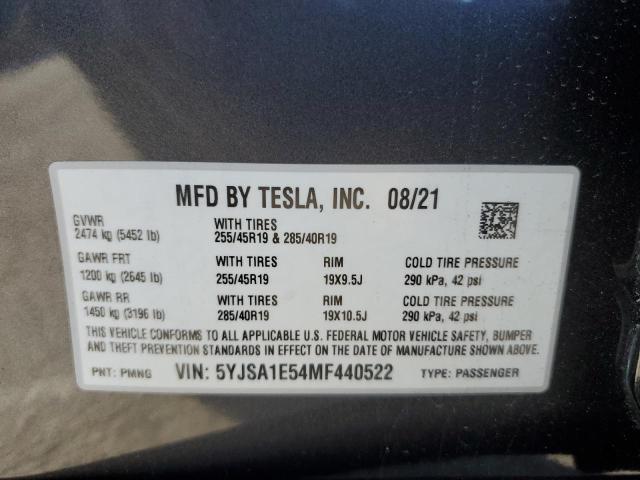 MFD BY TESLA, INC. 08/21
GVWR
2474 kg (5452 lb)
WITH TIRES
255/45R19 & 285/40R19
GAWR FRT
1200 kg (2645 lb)
WITH TIRES
255/45R19
RIM
19X9.5J
COLD TIRE PRESSURE
290 kPa, 42 psi
GAWR RR
1450 kg (3196 lb)
WITH TIRES
285/40R19
RIM
19X10.5J
COLD TIRE PRESSURE
290 kPa, 42 psi
THIS VEHICLE CONFORMS TO ALL APPLICABLE U.S. FEDERAL MOTOR VEHICLE SAFETY, BUMPER
AND THEFT PREVENTION STANDARDS IN EFFECT ON THE DATE OF MANUFACTURE SHOWN ABOVE.
PNT: PMNG VIN: 5YJSA1E54MF440522 TYPE: PASSENGER